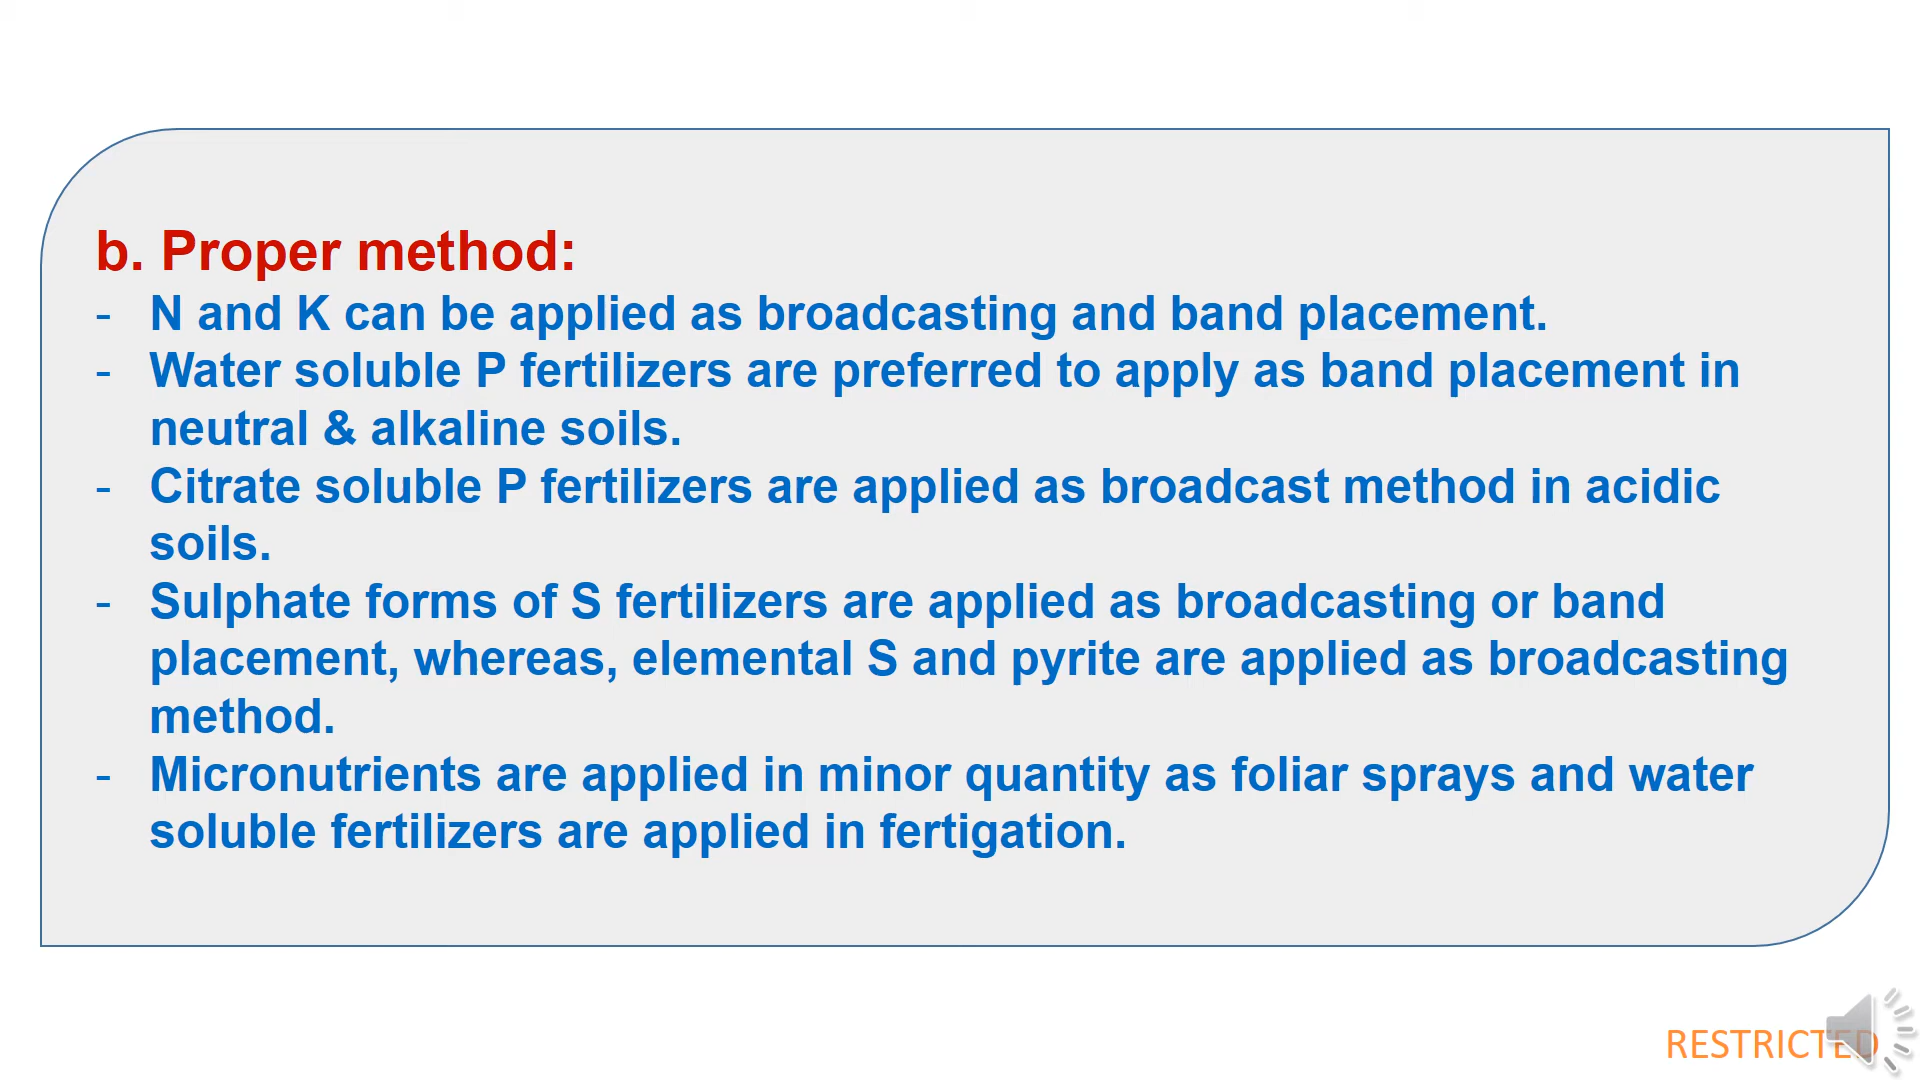 b. Proper method:
- N and K can be applied as broadcasting and band placement.
- Water soluble P fertilizers are preferred to apply as band placement in
neutral & alkaline soils.
- Citrate soluble P fertilizers are applied as broadcast method in acidic
soils.
- Sulphate forms of S fertilizers are applied as broadcasting or band
placement, whereas, elemental S and pyrite are applied as broadcasting
method.
- Micronutrients are applied in minor quantity as foliar sprays and water
soluble fertilizers are applied in fertigation.
RESTRICTED